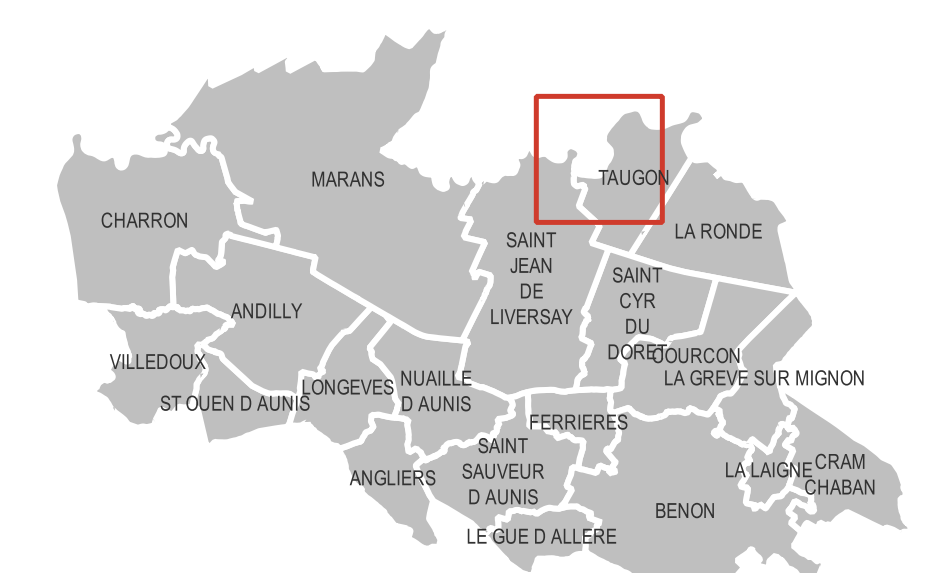 MARANS
TAUGON
CHARRON
LA RONDE
SAINT
JEAN
DE
LIVERSAY
SAINT
CYR
DU
DORET
ANDILLY
COURCON
VILLEDOUX
LA GREVE SUR MIGNON
LONGEVES
NUAILLE
D AUNIS
ST OUEN D AUNIS
FERRIERES
SAINT
SAUVEUR
D AUNIS
ANGLIERS
LA LAIGNE
CRAM
CHABAN
BENON
LE GUE D ALLERE